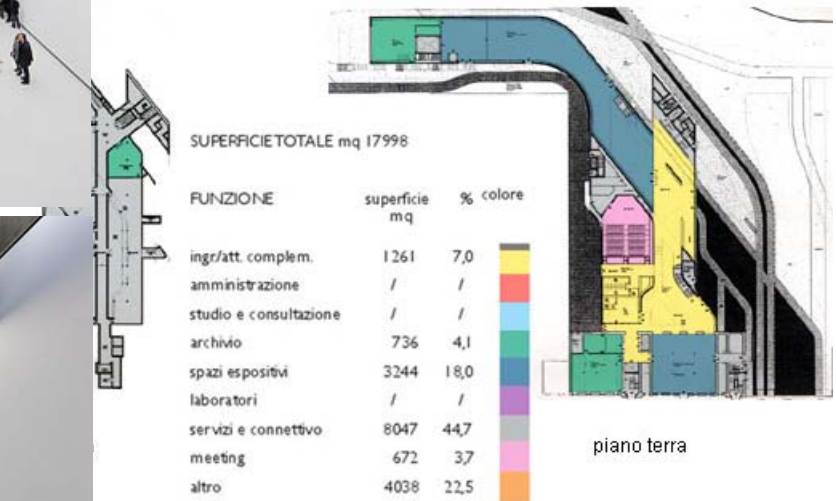 SUPERFICIE TOTALE mq 17998
FUNZIONE superficie mq % colore
ingr/att. complem. 1261 7,0
amministrazione / /
studio e consultazione / /
archivio 736 4,1
spazi espositivi 3244 18,0
laboratori / /
servizi e connettivo 8047 44,7
meeting 672 3,7
altro 4038 22,5
piano terra